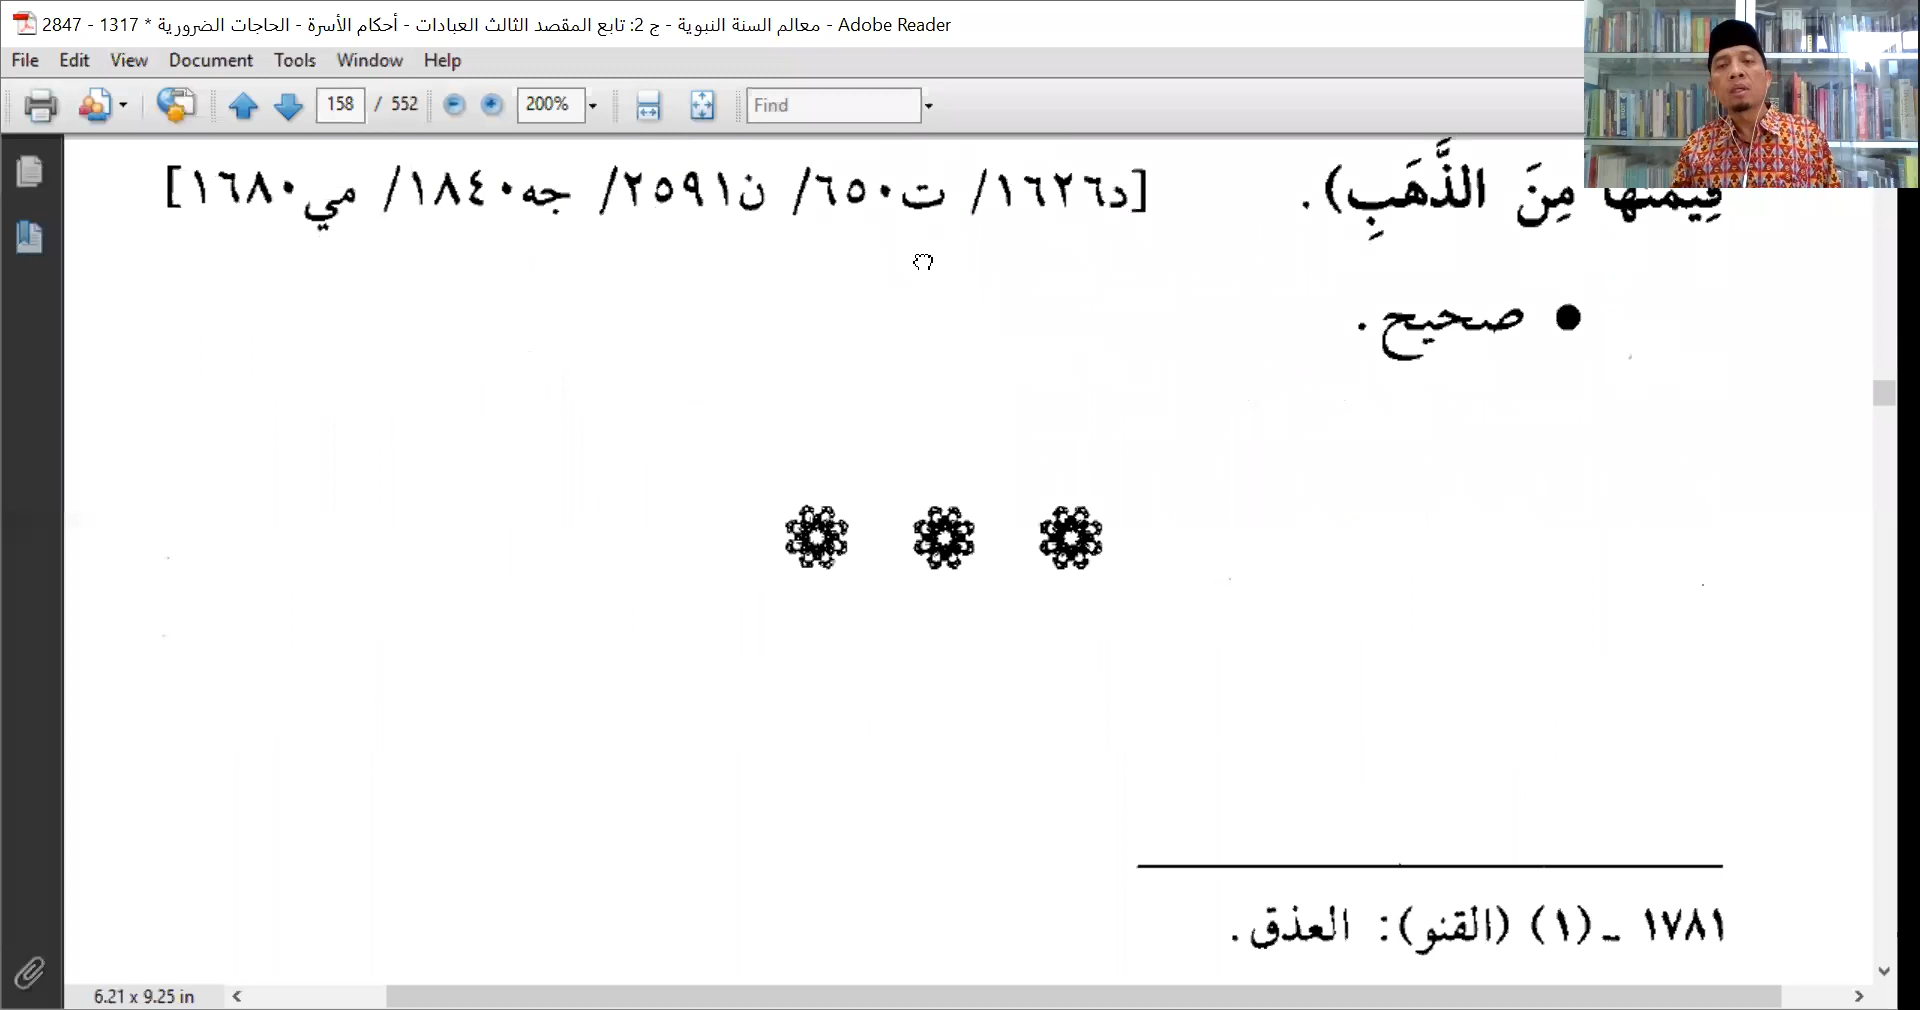 معالم السنة النبوية - ج 2: تابع المقصد الثالث العبادات - أحكام الأسرة - الحاجات الضرورية * 1317 - 2847 - Adobe Reader
File Edit View Document Tools Window Help
158 / 552 200% Find
قِيمَتُهَا مِنَ الذَّهَبِ). [د١٦٢٦/ ت٦٥٠/ ن٢٥٩١/ جه١٨٤٠/ مي١٦٨٠]
● صحيح.
١٧٨١ ـ (١) (القنو): العذق.
6.21 x 9.25 in